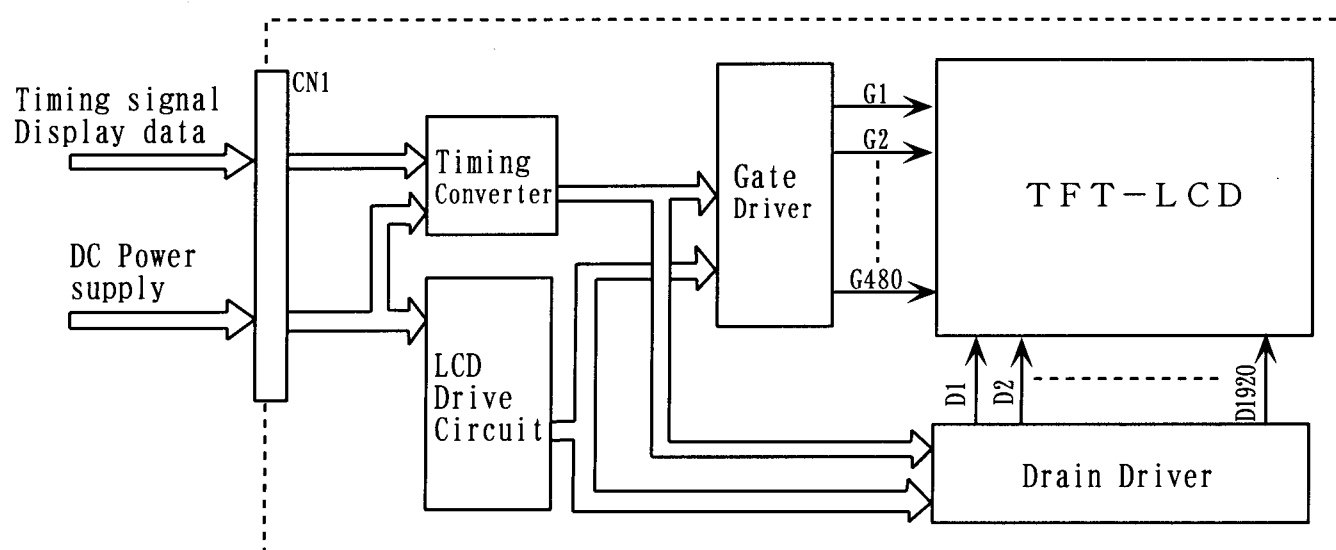 CN1
Timing signal
Display data
DC Power
supply
Timing
Converter
LCD
Drive
Circuit
Gate
Driver
G1
G2
G480
TFT-LCD
D1
D2
D1920
Drain Driver